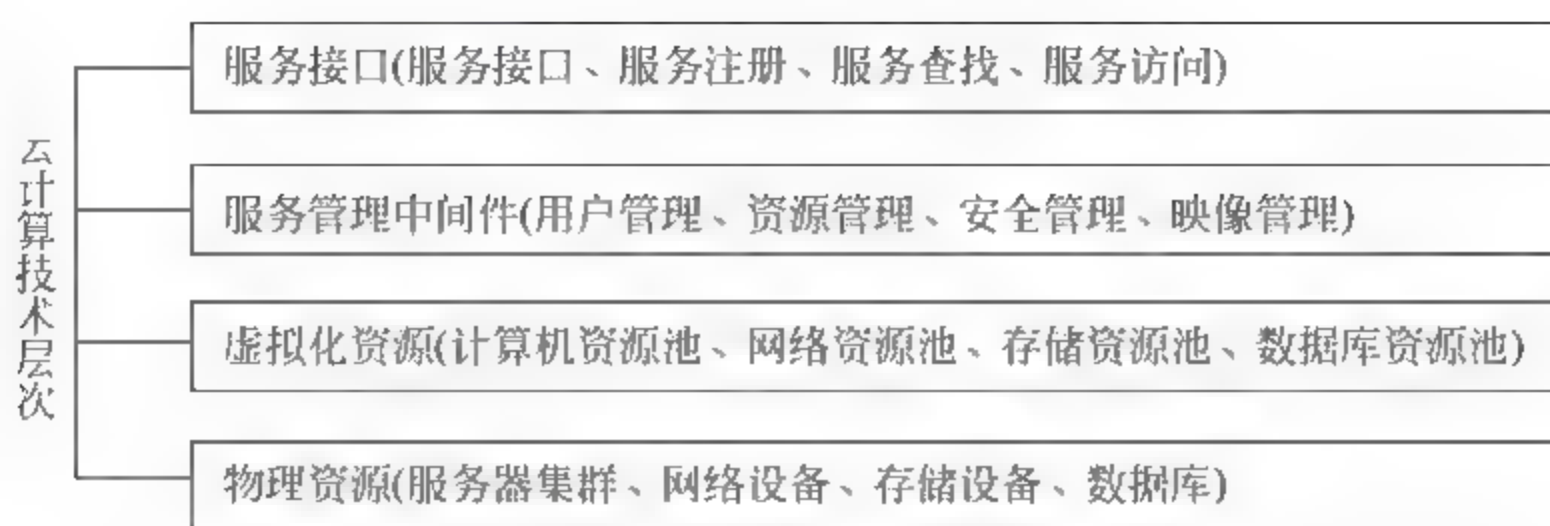 云计算技术层次
服务接口(服务接口、服务注册、服务查找、服务访问)
服务管理中间件(用户管理、资源管理、安全管理、映像管理)
虚拟化资源(计算机资源池、网络资源池、存储资源池、数据库资源池)
物理资源(服务器集群、网络设备、存储设备、数据库)